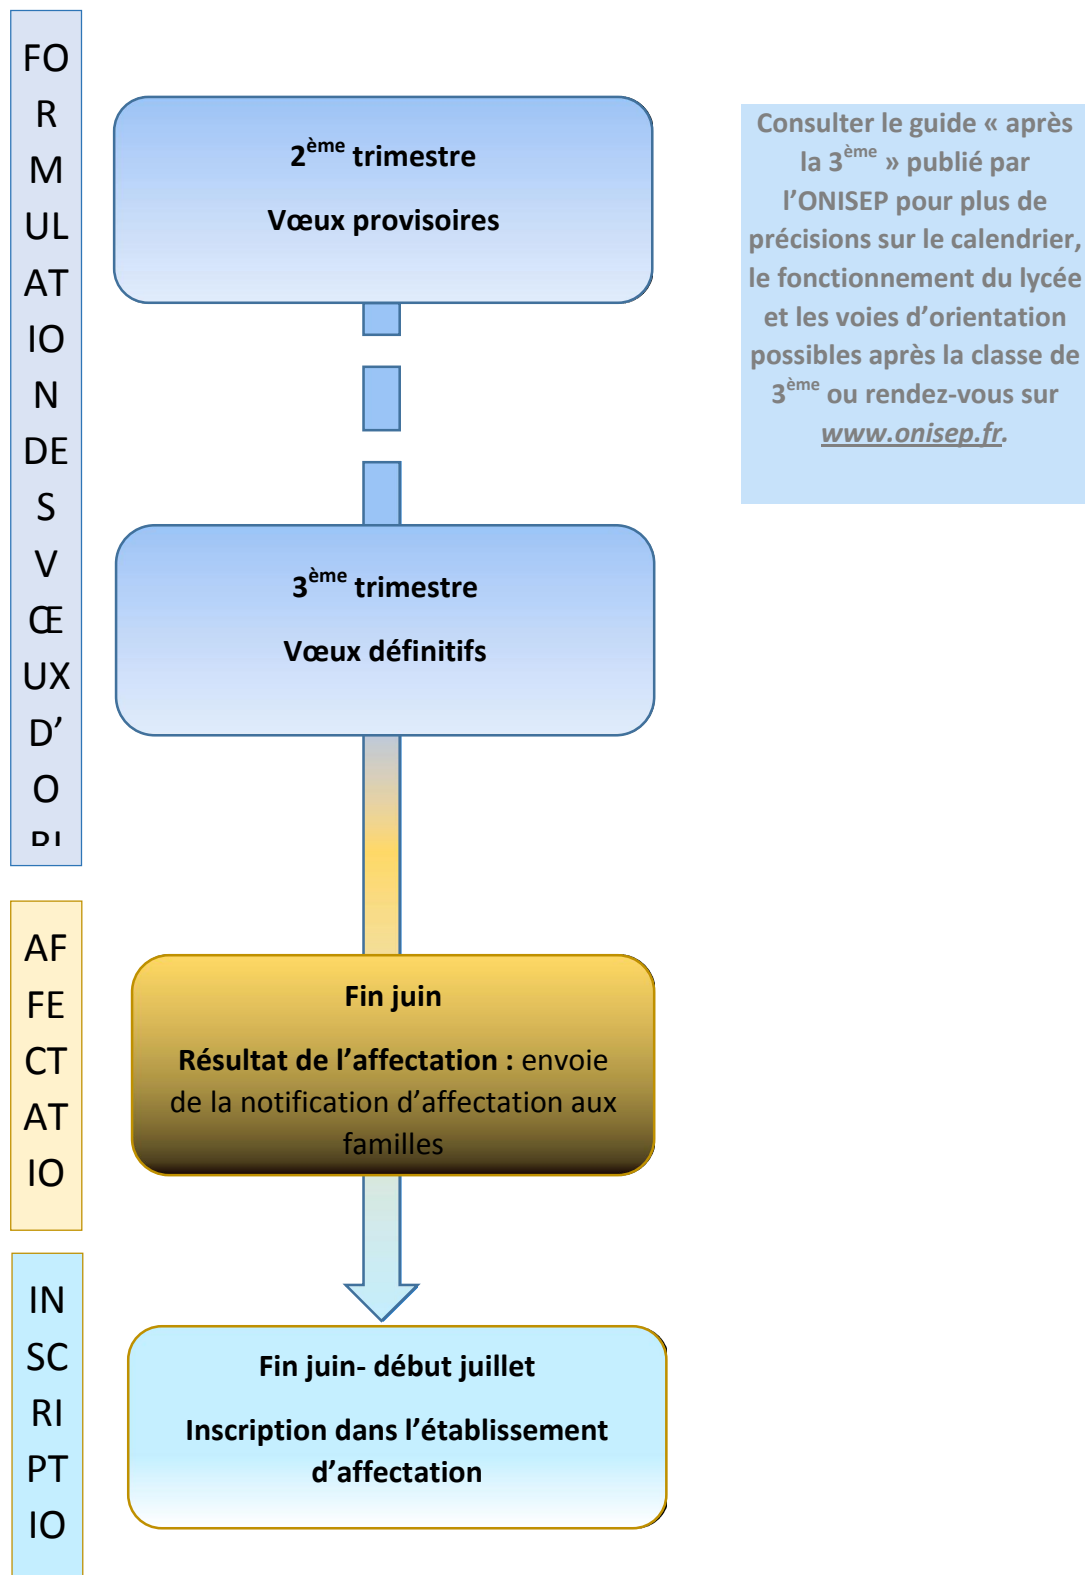 FO
R
M
UL
AT
IO
N
DE
S
V
Œ
UX
D’
O
2ème trimestre
Vœux provisoires
Consulter le guide « après
la 3ème » publié par
l’ONISEP pour plus de
précisions sur le calendrier,
le fonctionnement du lycée
et les voies d’orientation
possibles après la classe de
3ème ou rendez-vous sur
www.onisep.fr.
3ème trimestre
Vœux définitifs
AF
FE
CT
AT
IO
Fin juin
Résultat de l’affectation : envoie
de la notification d’affectation aux
familles
IN
SC
RI
PT
IO
Fin juin- début juillet
Inscription dans l’établissement
d’affectation